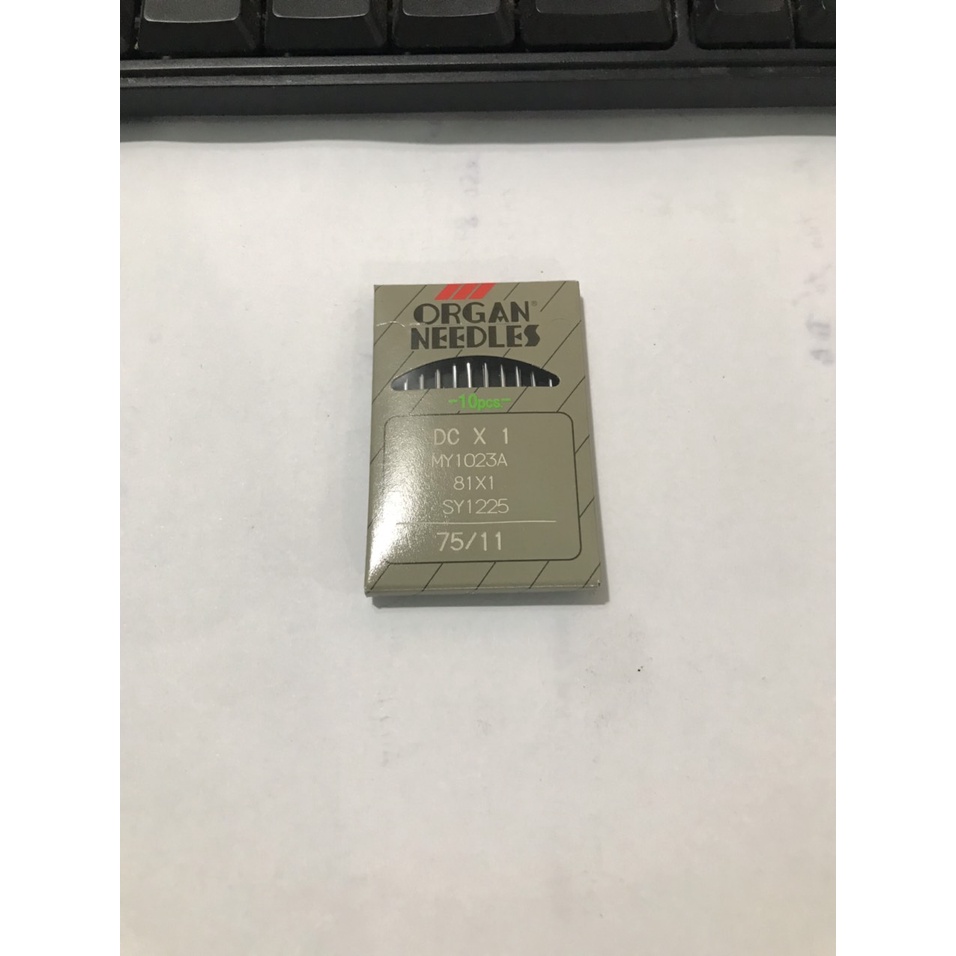 ORGAN®
NEEDLES
-10pcs.-
DC X 1
MY1023A
81X1
SY1225
75/11